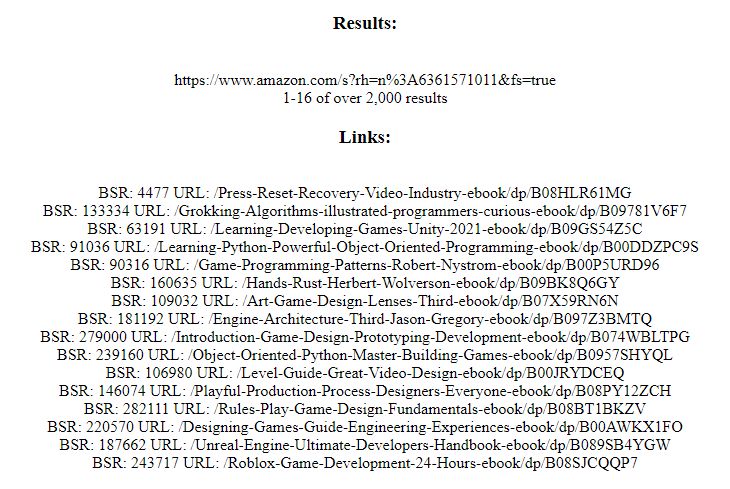 Results:
https://www.amazon.com/s?rh=n%3A6361571011&fs=true
1-16 of over 2,000 results
Links:
BSR: 4477 URL: /Press-Reset-Recovery-Video-Industry-ebook/dp/B08HLR61MG
BSR: 133334 URL: /Grokking-Algorithms-illustrated-programmers-curious-ebook/dp/B09781V6F7
BSR: 63191 URL: /Learning-Developing-Games-Unity-2021-ebook/dp/B09GS54Z5C
BSR: 91036 URL: /Learning-Python-Powerful-Object-Oriented-Programming-ebook/dp/B00DDZPC9S
BSR: 90316 URL: /Game-Programming-Patterns-Robert-Nystrom-ebook/dp/B00P5URD96
BSR: 160635 URL: /Hands-Rust-Herbert-Wolverson-ebook/dp/B09BK8Q6GY
BSR: 109032 URL: /Art-Game-Design-Lenses-Third-ebook/dp/B07X59RN6N
BSR: 181192 URL: /Engine-Architecture-Third-Jason-Gregory-ebook/dp/B097Z3BMTQ
BSR: 279000 URL: /Introduction-Game-Design-Prototyping-Development-ebook/dp/B074WBLTPG
BSR: 239160 URL: /Object-Oriented-Python-Master-Building-Games-ebook/dp/B0957SHYQL
BSR: 106980 URL: /Level-Guide-Great-Video-Design-ebook/dp/B00JRYDCEQ
BSR: 146074 URL: /Playful-Production-Process-Designers-Everyone-ebook/dp/B08PY12ZCH
BSR: 282111 URL: /Rules-Play-Game-Design-Fundamentals-ebook/dp/B08BT1BKZV
BSR: 220570 URL: /Designing-Games-Guide-Engineering-Experiences-ebook/dp/B00AWKX1FO
BSR: 187662 URL: /Unreal-Engine-Ultimate-Developers-Handbook-ebook/dp/B089SB4YGW
BSR: 243717 URL: /Roblox-Game-Development-24-Hours-ebook/dp/B08SJCQQP7